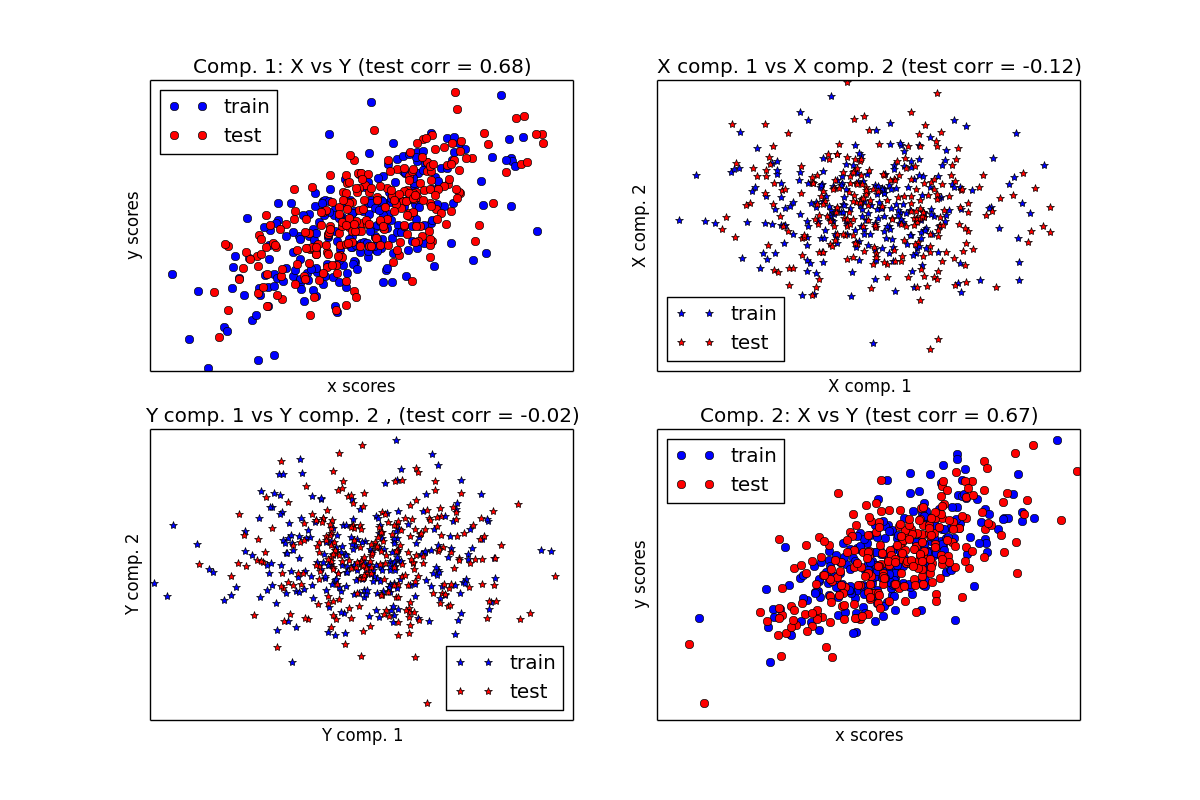 Comp. 1: X vs Y (test corr = 0.68)
train
test
y scores
x scores
X comp. 1 vs X comp. 2 (test corr = -0.12)
X comp. 2
train
test
X comp. 1
Y comp. 1 vs Y comp. 2 , (test corr = -0.02)
Y comp. 2
train
test
Y comp. 1
Comp. 2: X vs Y (test corr = 0.67)
train
test
y scores
x scores